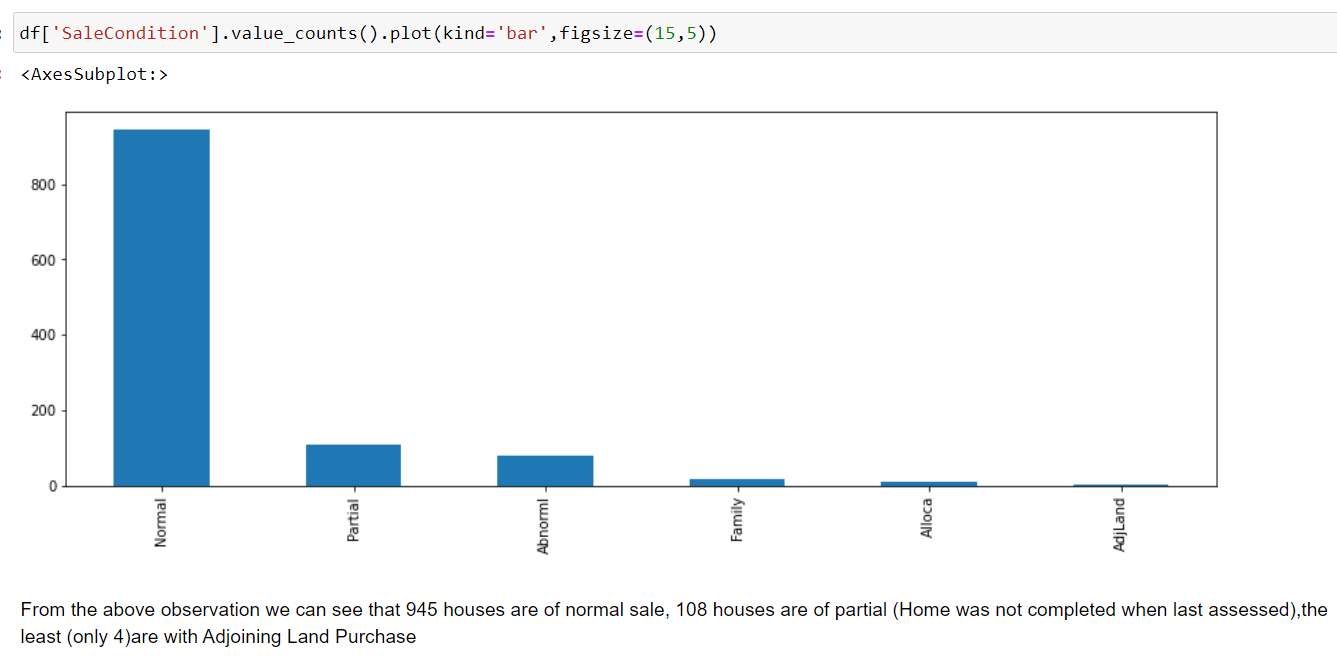 df['SaleCondition'].value_counts().plot(kind='bar',figsize=(15,5))
<AxesSubplot:>
800
600
400
200
0
Normal
Partial
Abnorml
Family
Alloca
AdjLand
From the above observation we can see that 945 houses are of normal sale, 108 houses are of partial (Home was not completed when last assessed),the
least (only 4)are with Adjoining Land Purchase